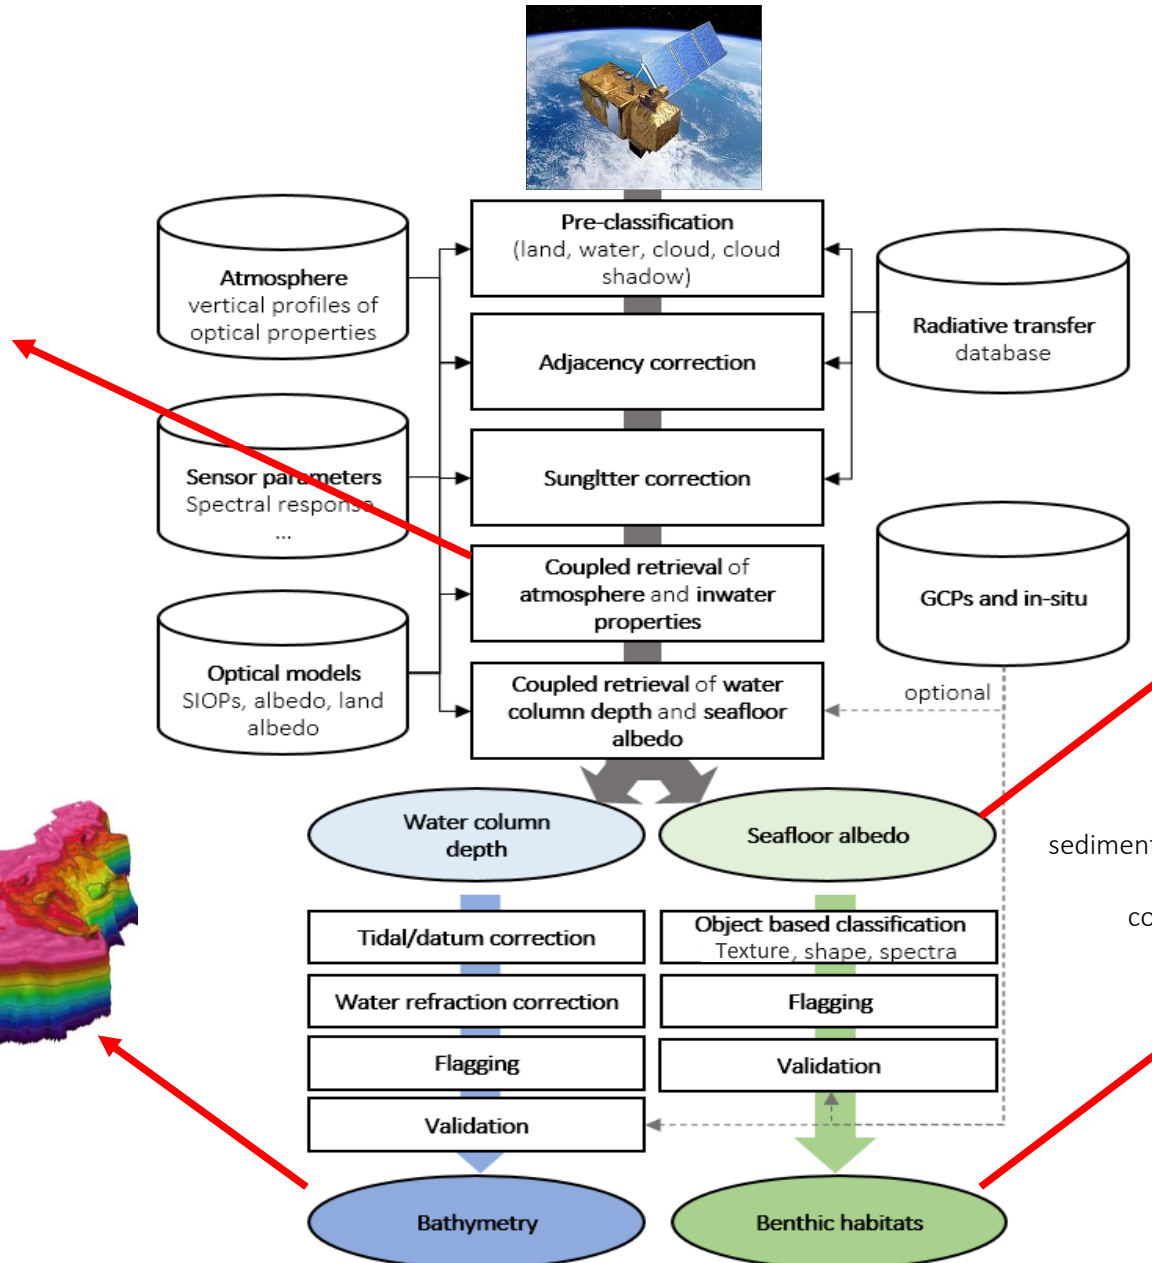 Pre-classification
(land, water, cloud, cloud
shadow)
Atmosphere
vertical profiles of
optical properties
Radiative transfer
database
Adjacency correction
Sensor parameters
Spectral response
...
Sungltter correction
Coupled retrieval of
atmosphere and inwater
properties
GCPs and in-situ
Optical models
SIOPs, albedo, land
albedo
Coupled retrieval of water
column depth and seafloor
albedo
optional
Water column
depth
Seafloor albedo
sediment
co
Tidal/datum correction
Object based classification
Texture, shape, spectra
Water refraction correction
Flagging
Flagging
Validation
Validation
Bathymetry
Benthic habitats